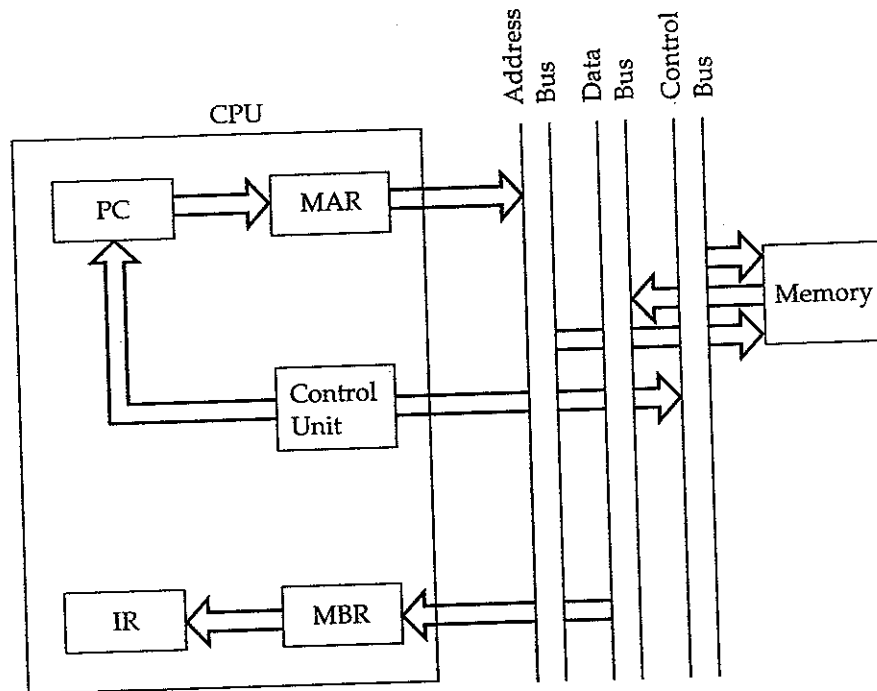 Address
Bus
Data
Bus
Control
Bus
CPU
PC
MAR
Memory
Control
Unit
IR
MBR